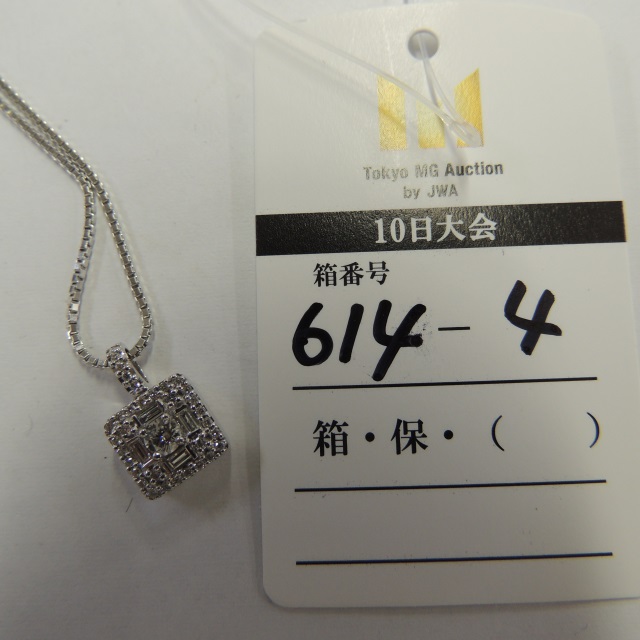 Tokyo MG Auction
by JWA
10日大会
箱番号
614-4
箱・保・（　　）